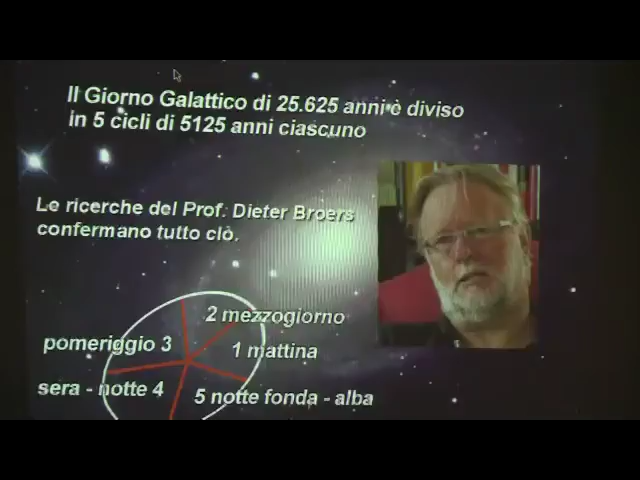 Il Giorno Galattico di 25.625 anni è diviso
in 5 cicli di 5125 anni ciascuno
Le ricerche del Prof. Dieter Broers
confermano tutto ciò.
2 mezzogiorno
pomeriggio 3
1 mattina
sera - notte 4
5 notte fonda - alba